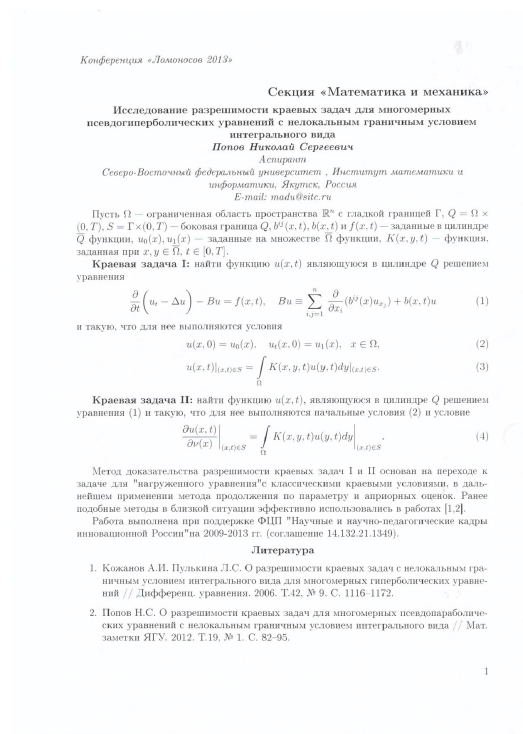 Конференция «Ломоносов 2013»
Секция «Математика и механика»
Исследование разрешимости краевых задач для многомерных
псевдогиперболических уравнений с нелокальным граничным условием
интегрального вида
Попов Николай Сергеевич
Аспирант
Северо-Восточный федеральный университет , Институт математики и
информатики, Якутск, Россия
E-mail: madu@sitc.ru
Пусть Ω — ограниченная область пространства ℝⁿ с гладкой границей Γ, Q = Ω ×
(0, T), S = Γ×(0, T) — боковая граница Q, bⁱʲ(x, t), b(x, t) и f(x, t) — заданные в цилиндре
Q̅ функции, u₀(x), u₁(x) — заданные на множестве Ω̅ функции, K(x, y, t) — функция,
заданная при x, y ∈ Ω̅, t ∈ [0, T].
Краевая задача I: найти функцию u(x, t) являющуюся в цилиндре Q решением
уравнения
∂/∂t (uₜ − Δu) − Bu = f(x, t), Bu ≡ ∑ⁿ_{i,j=1} ∂/∂xᵢ (bⁱʲ(x)u_{xⱼ}) + b(x, t)u (1)
и такую, что для нее выполняются условия
u(x, 0) = u₀(x), uₜ(x, 0) = u₁(x), x ∈ Ω, (2)
u(x, t)|_{(x,t)∈S} = ∫_Ω K(x, y, t)u(y, t)dy|_{(x,t)∈S}. (3)
Краевая задача II: найти функцию u(x, t), являющуюся в цилиндре Q решением
уравнения (1) и такую, что для нее выполняются начальные условия (2) и условие
∂u(x, t)/∂ν(x) |_{(x,t)∈S} = ∫_Ω K(x, y, t)u(y, t)dy|_{(x,t)∈S}. (4)
Метод доказательства разрешимости краевых задач I и II основан на переходе к
задаче для "нагруженного уравнения"с классическими краевыми условиями, в даль-
нейшем применении метода продолжения по параметру и априорных оценок. Ранее
подобные методы в близкой ситуации эффективно использовались в работах [1,2].
Работа выполнена при поддержке ФЦП "Научные и научно-педагогические кадры
инновационной России"на 2009-2013 гг. (соглашение 14.132.21.1349).
Литература
1. Кожанов А.И. Пулькина Л.С. О разрешимости краевых задач с нелокальным гра-
ничным условием интегрального вида для многомерных гиперболических уравне-
ний // Дифференц. уравнения. 2006. Т.42, № 9. С. 1116–1172.
2. Попов Н.С. О разрешимости краевых задач для многомерных псевдопараболиче-
ских уравнений с нелокальным граничным условием интегрального вида // Мат.
заметки ЯГУ. 2012. Т.19, № 1. С. 82–95.
1